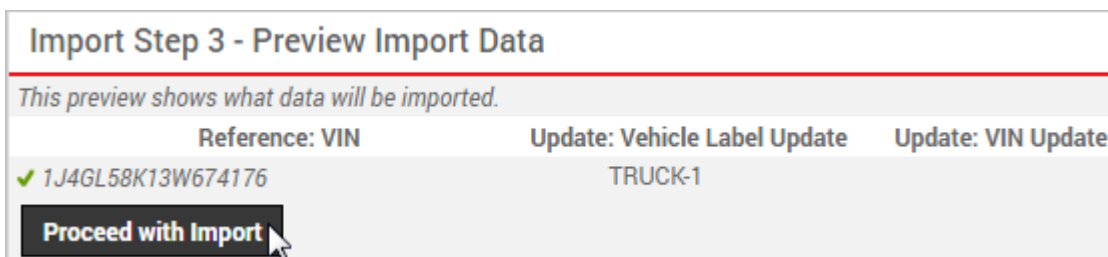 Import Step 3 - Preview Import Data
This preview shows what data will be imported.
Reference: VIN Update: Vehicle Label Update Update: VIN Update
1J4GL58K13W674176 TRUCK-1
Proceed with Import